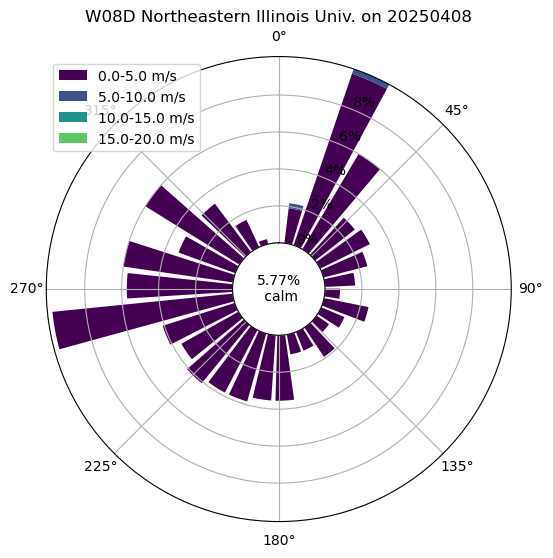 W08D Northeastern Illinois Univ. on 20250408
0°
0.0-5.0 m/s
5.0-10.0 m/s
10.0-15.0 m/s
15.0-20.0 m/s
315°
45°
8%
6%
4%
2%
0%
270°
5.77%
calm
90°
225°
135°
180°